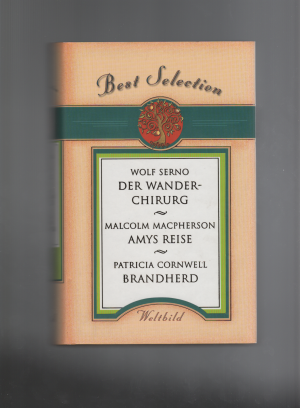 Best Selection
WOLF SERNO
DER WANDER-
CHIRURG
~
MALCOLM MACPHERSON
AMYS REISE
~
PATRICIA CORNWELL
BRANDHERD
Weltbild